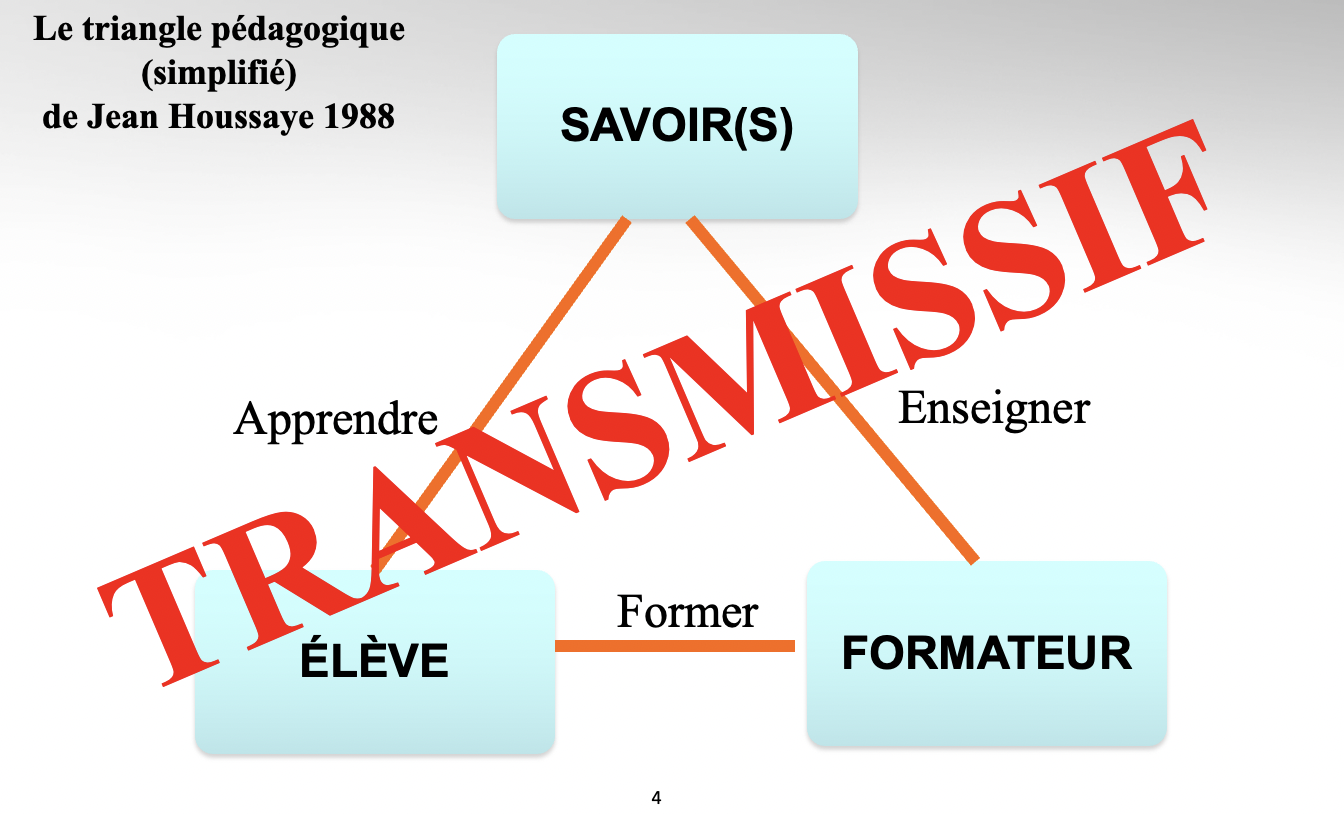 Le triangle pédagogique
(simplifié)
de Jean Houssaye 1988
SAVOIR(S)
TRANSMISSIF
Apprendre
Enseigner
Former
ÉLÈVE
FORMATEUR
4